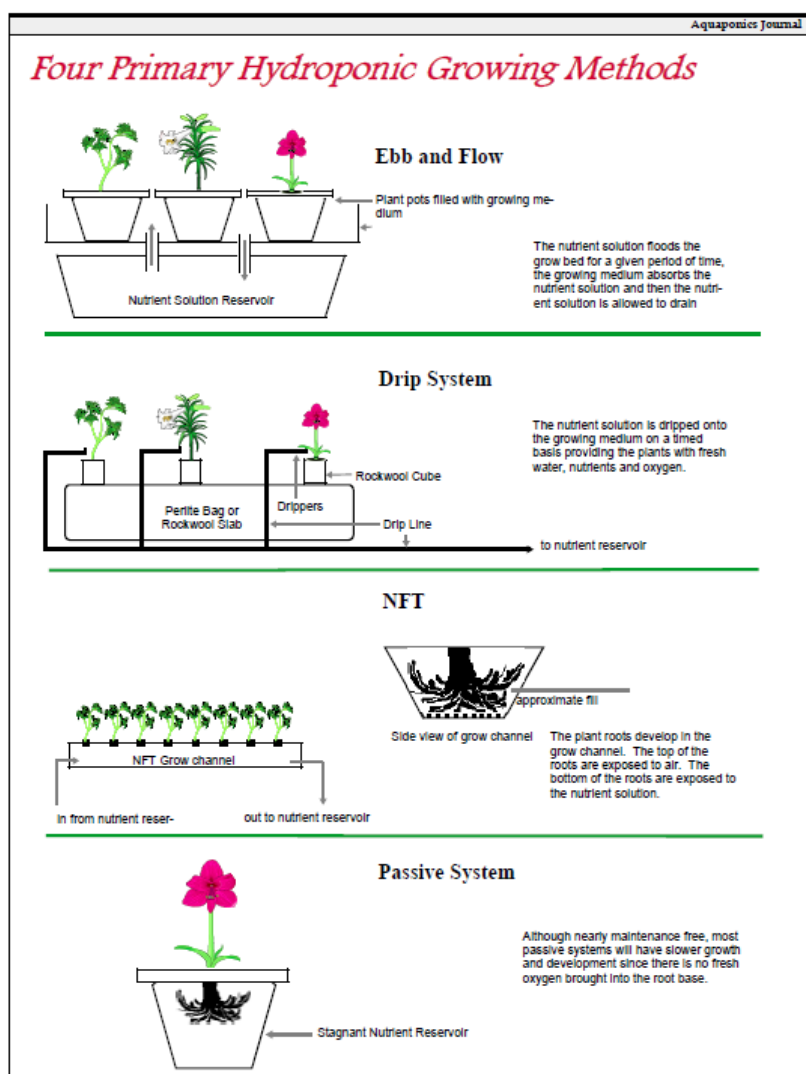 Aquaponics Journal
Four Primary Hydroponic Growing Methods
Ebb and Flow
Plant pots filled with growing me-
dium
The nutrient solution floods the
grow bed for a given period of time,
the growing medium absorbs the
nutrient solution and then the nutri-
ent solution is allowed to drain
Nutrient Solution Reservoir
Drip System
The nutrient solution is dripped onto
the growing medium on a timed
basis providing the plants with fresh
water, nutrients and oxygen.
Rockwool Cube
Perlite Bag or
Rockwool Slab
Drippers
Drip Line
to nutrient reservoir
NFT
approximate fill
Side view of grow channel
The plant roots develop in the
grow channel. The top of the
roots are exposed to air. The
bottom of the roots are exposed to
the nutrient solution.
NFT Grow channel
in from nutrient reser-
out to nutrient reservoir
Passive System
Although nearly maintenance free, most
passive systems will have slower growth
and development since there is no fresh
oxygen brought into the root base.
Stagnant Nutrient Reservoir